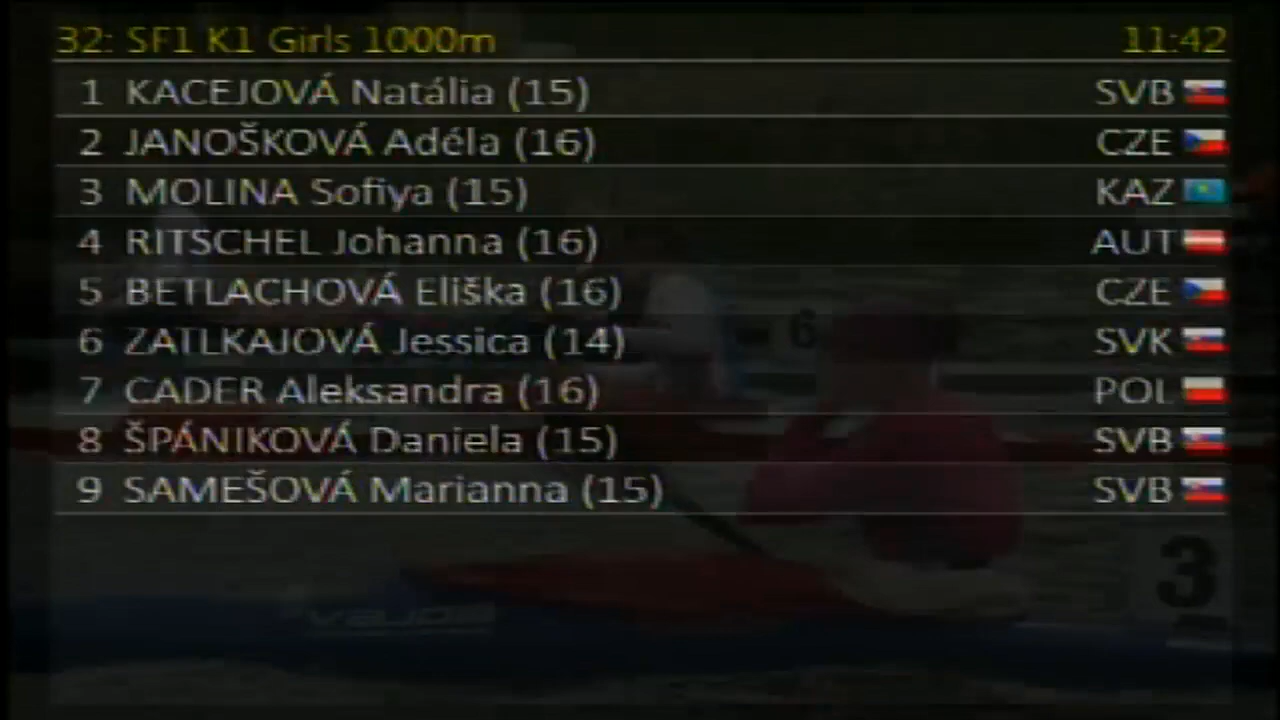 32: SF1 K1 Girls 1000m 11:42
1 KACEJOVÁ Natália (15) SVB
2 JANOŠKOVÁ Adéla (16) CZE
3 MOLINA Sofiya (15) KAZ
4 RITSCHEL Johanna (16) AUT
5 BETLACHOVÁ Eliška (16) CZE
6 ZATLKAJOVÁ Jessica (14) SVK
7 CADER Aleksandra (16) POL
8 ŠPÁNIKOVÁ Daniela (15) SVB
9 SAMEŠOVÁ Marianna (15) SVB
6
3